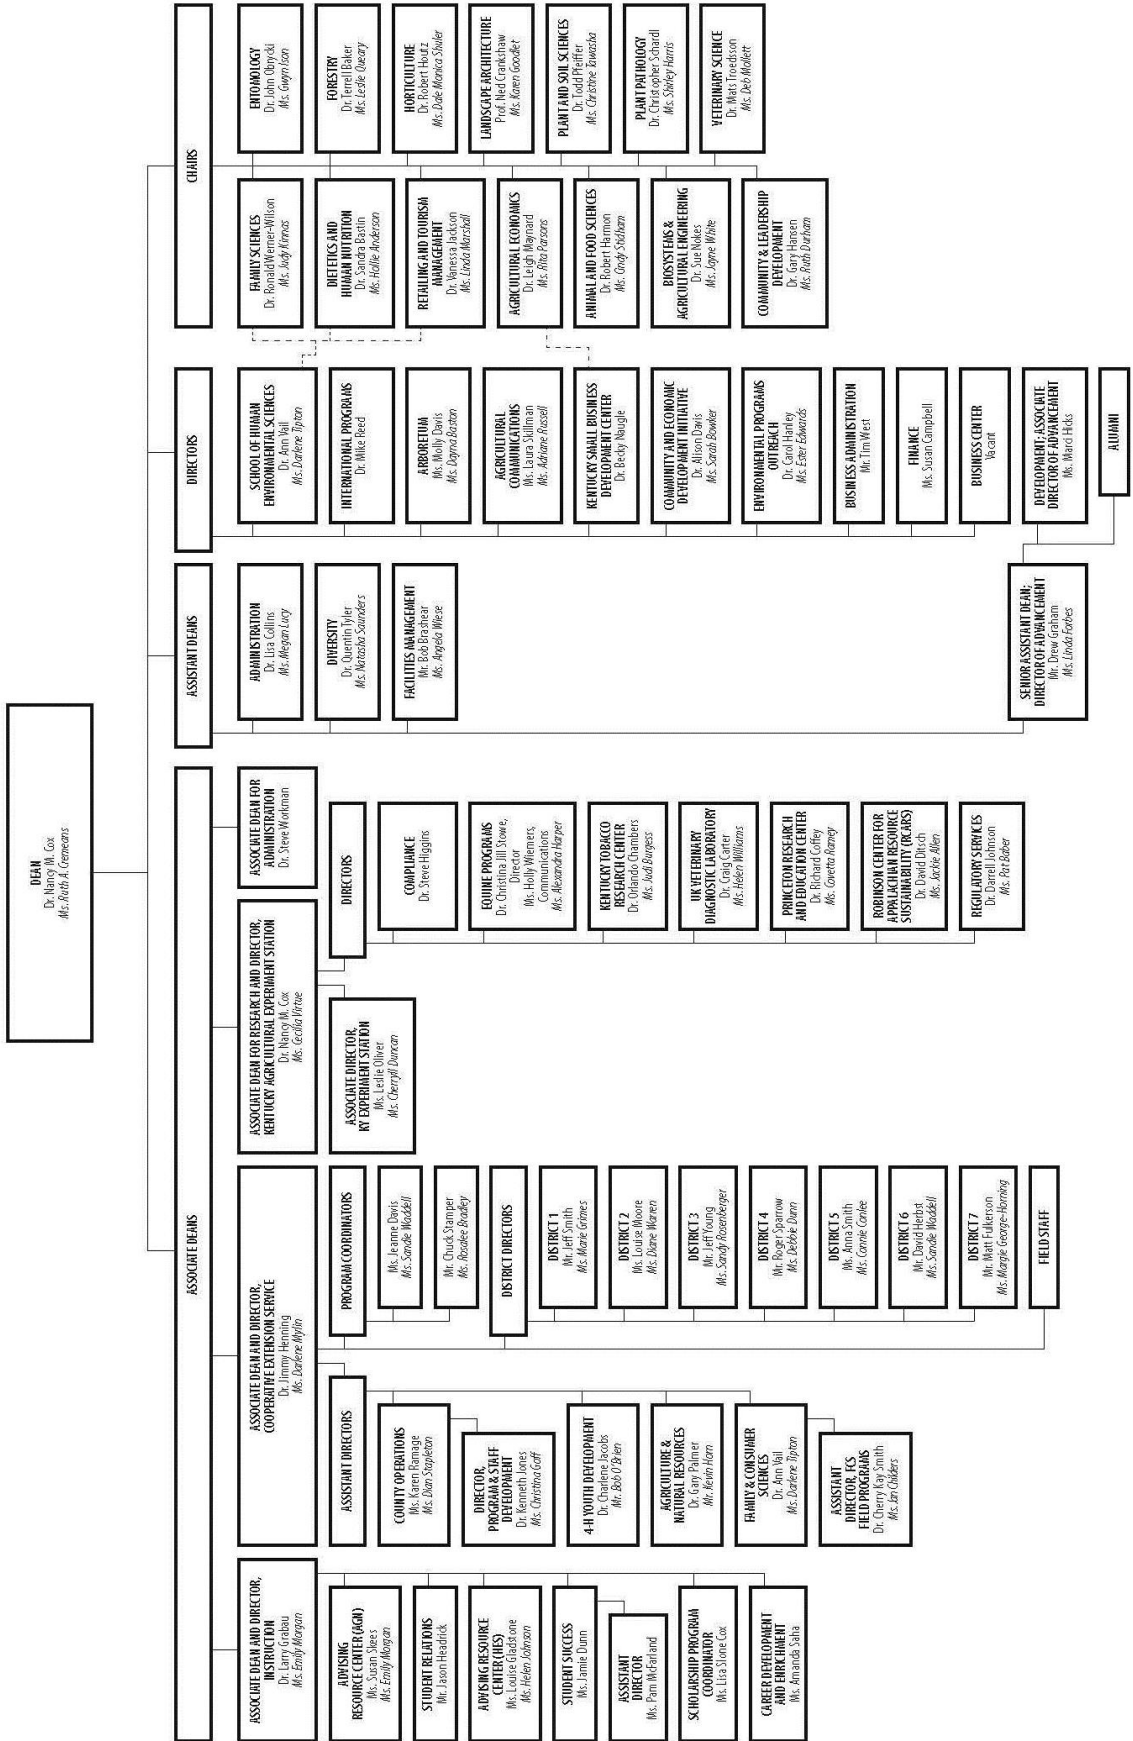 DEAN
Dr. Nancy M. Cox
Ms. Ruth A. Cremeans
ASSOCIATE DEANS
ASSOCIATE DEAN AND DIRECTOR,
INSTRUCTION
Dr. Larry Grabau
Ms. Emily Morgan
ADVISING
RESOURCE CENTER (AGN)
Ms. Susan Skees
Ms. Emily Morgan
STUDENT RELATIONS
Mr. Jason Headrick
ADVISING RESOURCE
CENTER (HES)
Ms. Louise Gladstone
Ms. Helen Johnson
STUDENT SUCCESS
Ms. Jamie Dunn
ASSISTANT
DIRECTOR
Ms. Pam McFarland
SCHOLARSHIP PROGRAM
COORDINATOR
Ms. Lisa Slone Cox
CAREER DEVELOPMENT
AND ENRICHMENT
Ms. Amanda Saha
ASSOCIATE DEAN AND DIRECTOR,
COOPERATIVE EXTENSION SERVICE
Dr. Jimmy Henning
Ms. Darlene Mylin
ASSISTANT DIRECTORS
COUNTY OPERATIONS
Ms. Karen Ramage
Ms. Dian Stapleton
DIRECTOR,
PROGRAM & STAFF
DEVELOPMENT
Dr. Kenneth Jones
Ms. Christina Goff
4-H YOUTH DEVELOPMENT
Dr. Charlene Jacobs
Mr. Bob O'Brien
AGRICULTURE &
NATURAL RESOURCES
Dr. Gary Palmer
Mr. Kevin Horn
FAMILY & CONSUMER
SCIENCES
Dr. Ann Vail
Ms. Darlene Tipton
ASSISTANT
DIRECTOR, FCS
FIELD PROGRAMS
Dr. Cherry Kay Smith
Ms. Jan Childers
PROGRAM COORDINATORS
Ms. Jeanne Davis
Ms. Sandie Waddell
Mr. Chuck Stamper
Ms. Rosalee Bradley
DISTRICT DIRECTORS
DISTRICT 1
Mr. Jeff Smith
Ms. Marie Grimes
DISTRICT 2
Ms. Louise Moore
Ms. Diane Warren
DISTRICT 3
Mr. Jeff Young
Ms. Sandy Rosenberger
DISTRICT 4
Mr. Roger Sparrow
Ms. Debbie Dunn
DISTRICT 5
Ms. Anna Smith
Ms. Connie Conlee
DISTRICT 6
Mr. David Herbst
Ms. Sandie Waddell
DISTRICT 7
Mr. Matt Fulkerson
Ms. Margie George-Horning
FIELD STAFF
ASSOCIATE DEAN FOR RESEARCH AND DIRECTOR,
KENTUCKY AGRICULTURAL EXPERIMENT STATION
Dr. Nancy M. Cox
Ms. Cecilia Virtue
ASSOCIATE DIRECTOR,
KY EXPERIMENT STATION
Ms. Leslie Oliver
Ms. Cherryll Duncan
DIRECTORS
COMPLIANCE
Dr. Steve Higgins
EQUINE PROGRAMS
Dr. Christina Jill Stowe,
Director
Ms. Holly Wiemers,
Communications
Ms. Alexandra Harper
KENTUCKY TOBACCO
RESEARCH CENTER
Dr. Orlando Chambers
Ms. Judi Burgess
UK VETERINARY
DIAGNOSTIC LABORATORY
Dr. Craig Carter
Ms. Helen Williams
PRINCETON RESEARCH
AND EDUCATION CENTER
Dr. Richard Coffey
Ms. Cavetta Ramey
ROBINSON CENTER FOR
APPALACHIAN RESOURCE
SUSTAINABILITY (RCARS)
Dr. David Ditsch
Ms. Jackie Allen
REGULATORY SERVICES
Dr. Darrell Johnson
Ms. Pat Baber
ASSOCIATE DEAN FOR
ADMINISTRATION
Dr. Steve Workman
ASSISTANT DEANS
ADMINISTRATION
Dr. Lisa Collins
Ms. Megan Lucy
DIVERSITY
Dr. Quentin Tyler
Ms. Natasha Saunders
FACILITIES MANAGEMENT
Mr. Bob Brashear
Ms. Angela Wiese
SENIOR ASSISTANT DEAN;
DIRECTOR OF ADVANCEMENT
Mr. Drew Graham
Ms. Linda Forbes
DIRECTORS
SCHOOL OF HUMAN
ENVIRONMENTAL SCIENCES
Dr. Ann Vail
Ms. Darlene Tipton
INTERNATIONAL PROGRAMS
Dr. Mike Reed
ARBORETUM
Ms. Molly Davis
Ms. Dayna Baston
AGRICULTURAL
COMMUNICATIONS
Ms. Laura Skillman
Ms. Adriane Russell
KENTUCKY SMALL BUSINESS
DEVELOPMENT CENTER
Dr. Becky Naugle
COMMUNITY AND ECONOMIC
DEVELOPMENT INITIATIVE
Dr. Alison Davis
Ms. Sarah Bowker
ENVIRONMENTAL PROGRAMS
OUTREACH
Dr. Carol Hanley
Ms. Ester Edwards
BUSINESS ADMINISTRATION
Mr. Tim West
FINANCE
Ms. Susan Campbell
BUSINESS CENTER
Vacant
DEVELOPMENT; ASSOCIATE
DIRECTOR OF ADVANCEMENT
Ms. Marci Hicks
ALUMNI
CHAIRS
FAMILY SCIENCES
Dr. Ronald Werner-Wilson
Ms. Judy Kinnas
DIETETICS AND
HUMAN NUTRITION
Dr. Sandra Bastin
Ms. Hollie Anderson
RETAILING AND TOURISM
MANAGEMENT
Dr. Vanessa Jackson
Ms. Linda Marshall
AGRICULTURAL ECONOMICS
Dr. Leigh Maynard
Ms. Rita Parsons
ANIMAL AND FOOD SCIENCES
Dr. Robert Harmon
Ms. Cindy Stidham
BIOSYSTEMS &
AGRICULTURAL ENGINEERING
Dr. Sue Nokes
Ms. Jayne White
COMMUNITY & LEADERSHIP
DEVELOPMENT
Dr. Gary Hansen
Ms. Ruth Durham
ENTOMOLOGY
Dr. John Obrycki
Ms. Gwyn Ison
FORESTRY
Dr. Terrell Baker
Ms. Leslie Queary
HORTICULTURE
Dr. Robert Houtz
Ms. Dale Monica Shuler
LANDSCAPE ARCHITECTURE
Prof. Ned Crankshaw
Ms. Karen Goodlet
PLANT AND SOIL SCIENCES
Dr. Todd Pfeiffer
Ms. Christine Tawasha
PLANT PATHOLOGY
Dr. Christopher Schardl
Ms. Shirley Harris
VETERINARY SCIENCE
Dr. Mats Troedsson
Ms. Deb Mollett